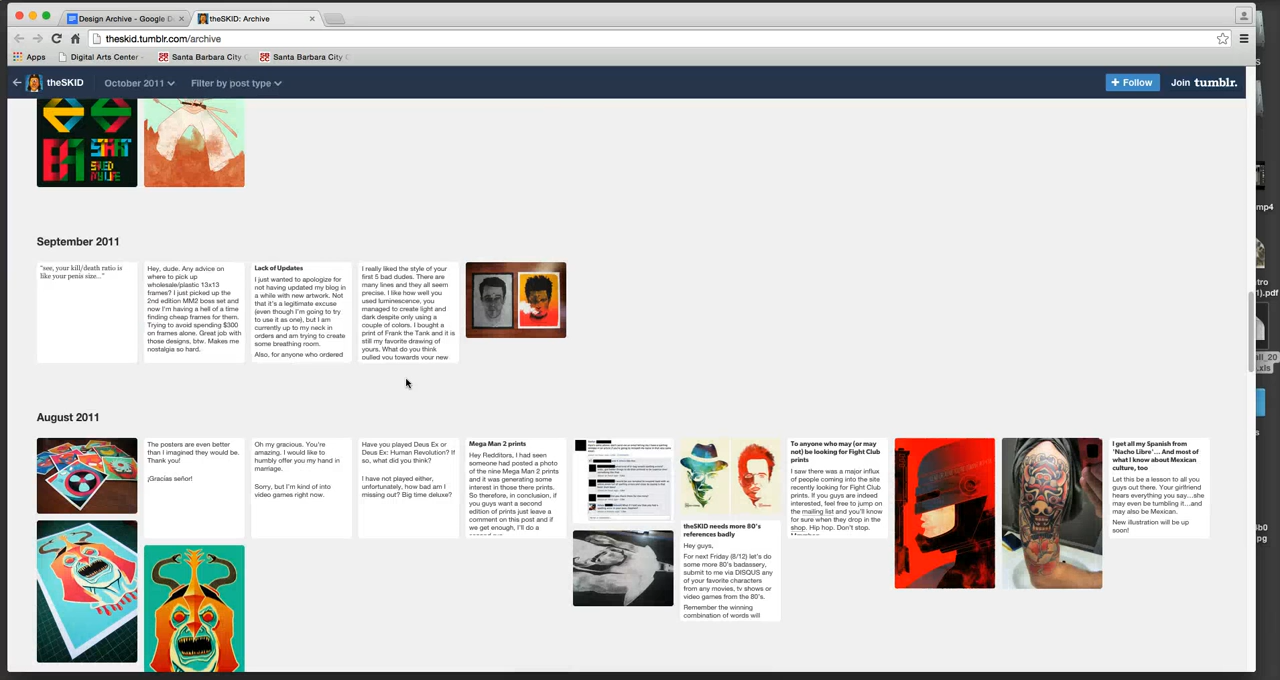 Design Archive - Google D
theSKID: Archive
theskid.tumblr.com/archive
Apps
Digital Arts Center -
Santa Barbara City
Santa Barbara City
theSKID
October 2011
Filter by post type
+ Follow
Join tumblr.
START
September 2011
"see, your kill/death ratio is
like your penis size..."
Hey, dude. Any advice on
where to pick up
wholesale/plastic 13x13
frames? I just picked up the
2nd edition MM2 boss set and
now I'm having a hell of a time
finding cheap frames for them.
Trying to avoid spending $300
on frames alone. Great job with
those designs, btw. Makes me
nostalgia so hard.
Lack of Updates
I just wanted to apologize for
not having updated my blog in
a while with new artwork. Not
that it's a legitimate excuse
(even though I'm going to
try to use it as one), but I am
currently up to my neck in
orders and am trying to create
some breathing room.
Also, for anyone who ordered
I really liked the style of your
first 5 bad dudes. There are
many lines and they all seem
precise. I like how well you
used luminescence, you
managed to create light and
dark despite only using a
couple of colors. I bought a
print of Frank the Tank and it is
still my favorite drawing of
yours. What do you think
pulled you towards your new
August 2011
The posters are even better
than I imagined they would be.
Thank you!
¡Gracias señor!
Oh my gracious. You're
amazing. I would like to
humbly offer you my hand in
marriage.
Sorry, but I'm kind of into
video games right now.
Have you played Deus Ex or
Deus Ex: Human Revolution? If
so, what did you think?
I have not played either,
unfortunately, how bad am I
missing out? Big time deluxe?
Mega Man 2 prints
Hey Redditors, I had seen
someone had posted a photo
of the nine Mega Man 2 prints
and it was generating some
interest in those there prints.
So therefore, in conclusion, if
you guys want a second
edition of prints just leave a
comment on this post and if
we get enough, I'll do a
theSKID needs more 80's
references badly
Hey guys,
For next Friday (8/12) let's do
some more 80's badassery,
submit to me via DISQUS any
of your favorite characters
from any movies, tv shows or
video games from the 80's.
Remember the winning
combination of words will
To anyone who may (or may
not) be looking for Fight Club
prints
I saw there was a major influx
of people coming into the site
recently looking for Fight Club
prints. If you guys are indeed
interested, feel free to jump on
the mailing list and you'll know
for sure when they drop in the
shop. Hip Hop. Don't stop.
I get all my Spanish from
'Nacho Libre'... And most of
what I know about Mexican
culture, too
Let this be a lesson to all you
guys out there. Your girlfriend
hears everything you say...she
may even be tumbling it...and
may also be Mexican.
New illustration will be up
soon!
mp4
.pdf
.xls